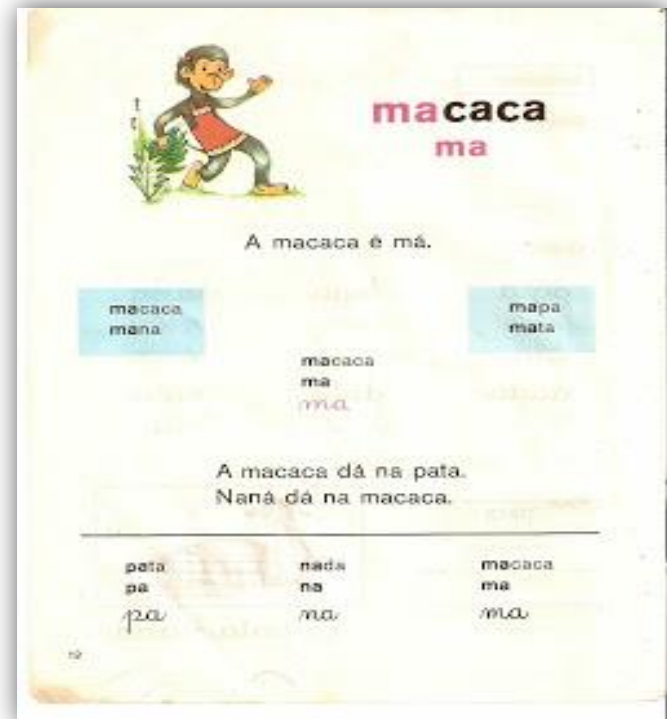 macaca
ma
A macaca é má.
macaca
mana
mapa
mata
macaca
ma
ma
A macaca dá na pata.
Naná dá na macaca.
pata nada macaca
pa na ma
pa na ma